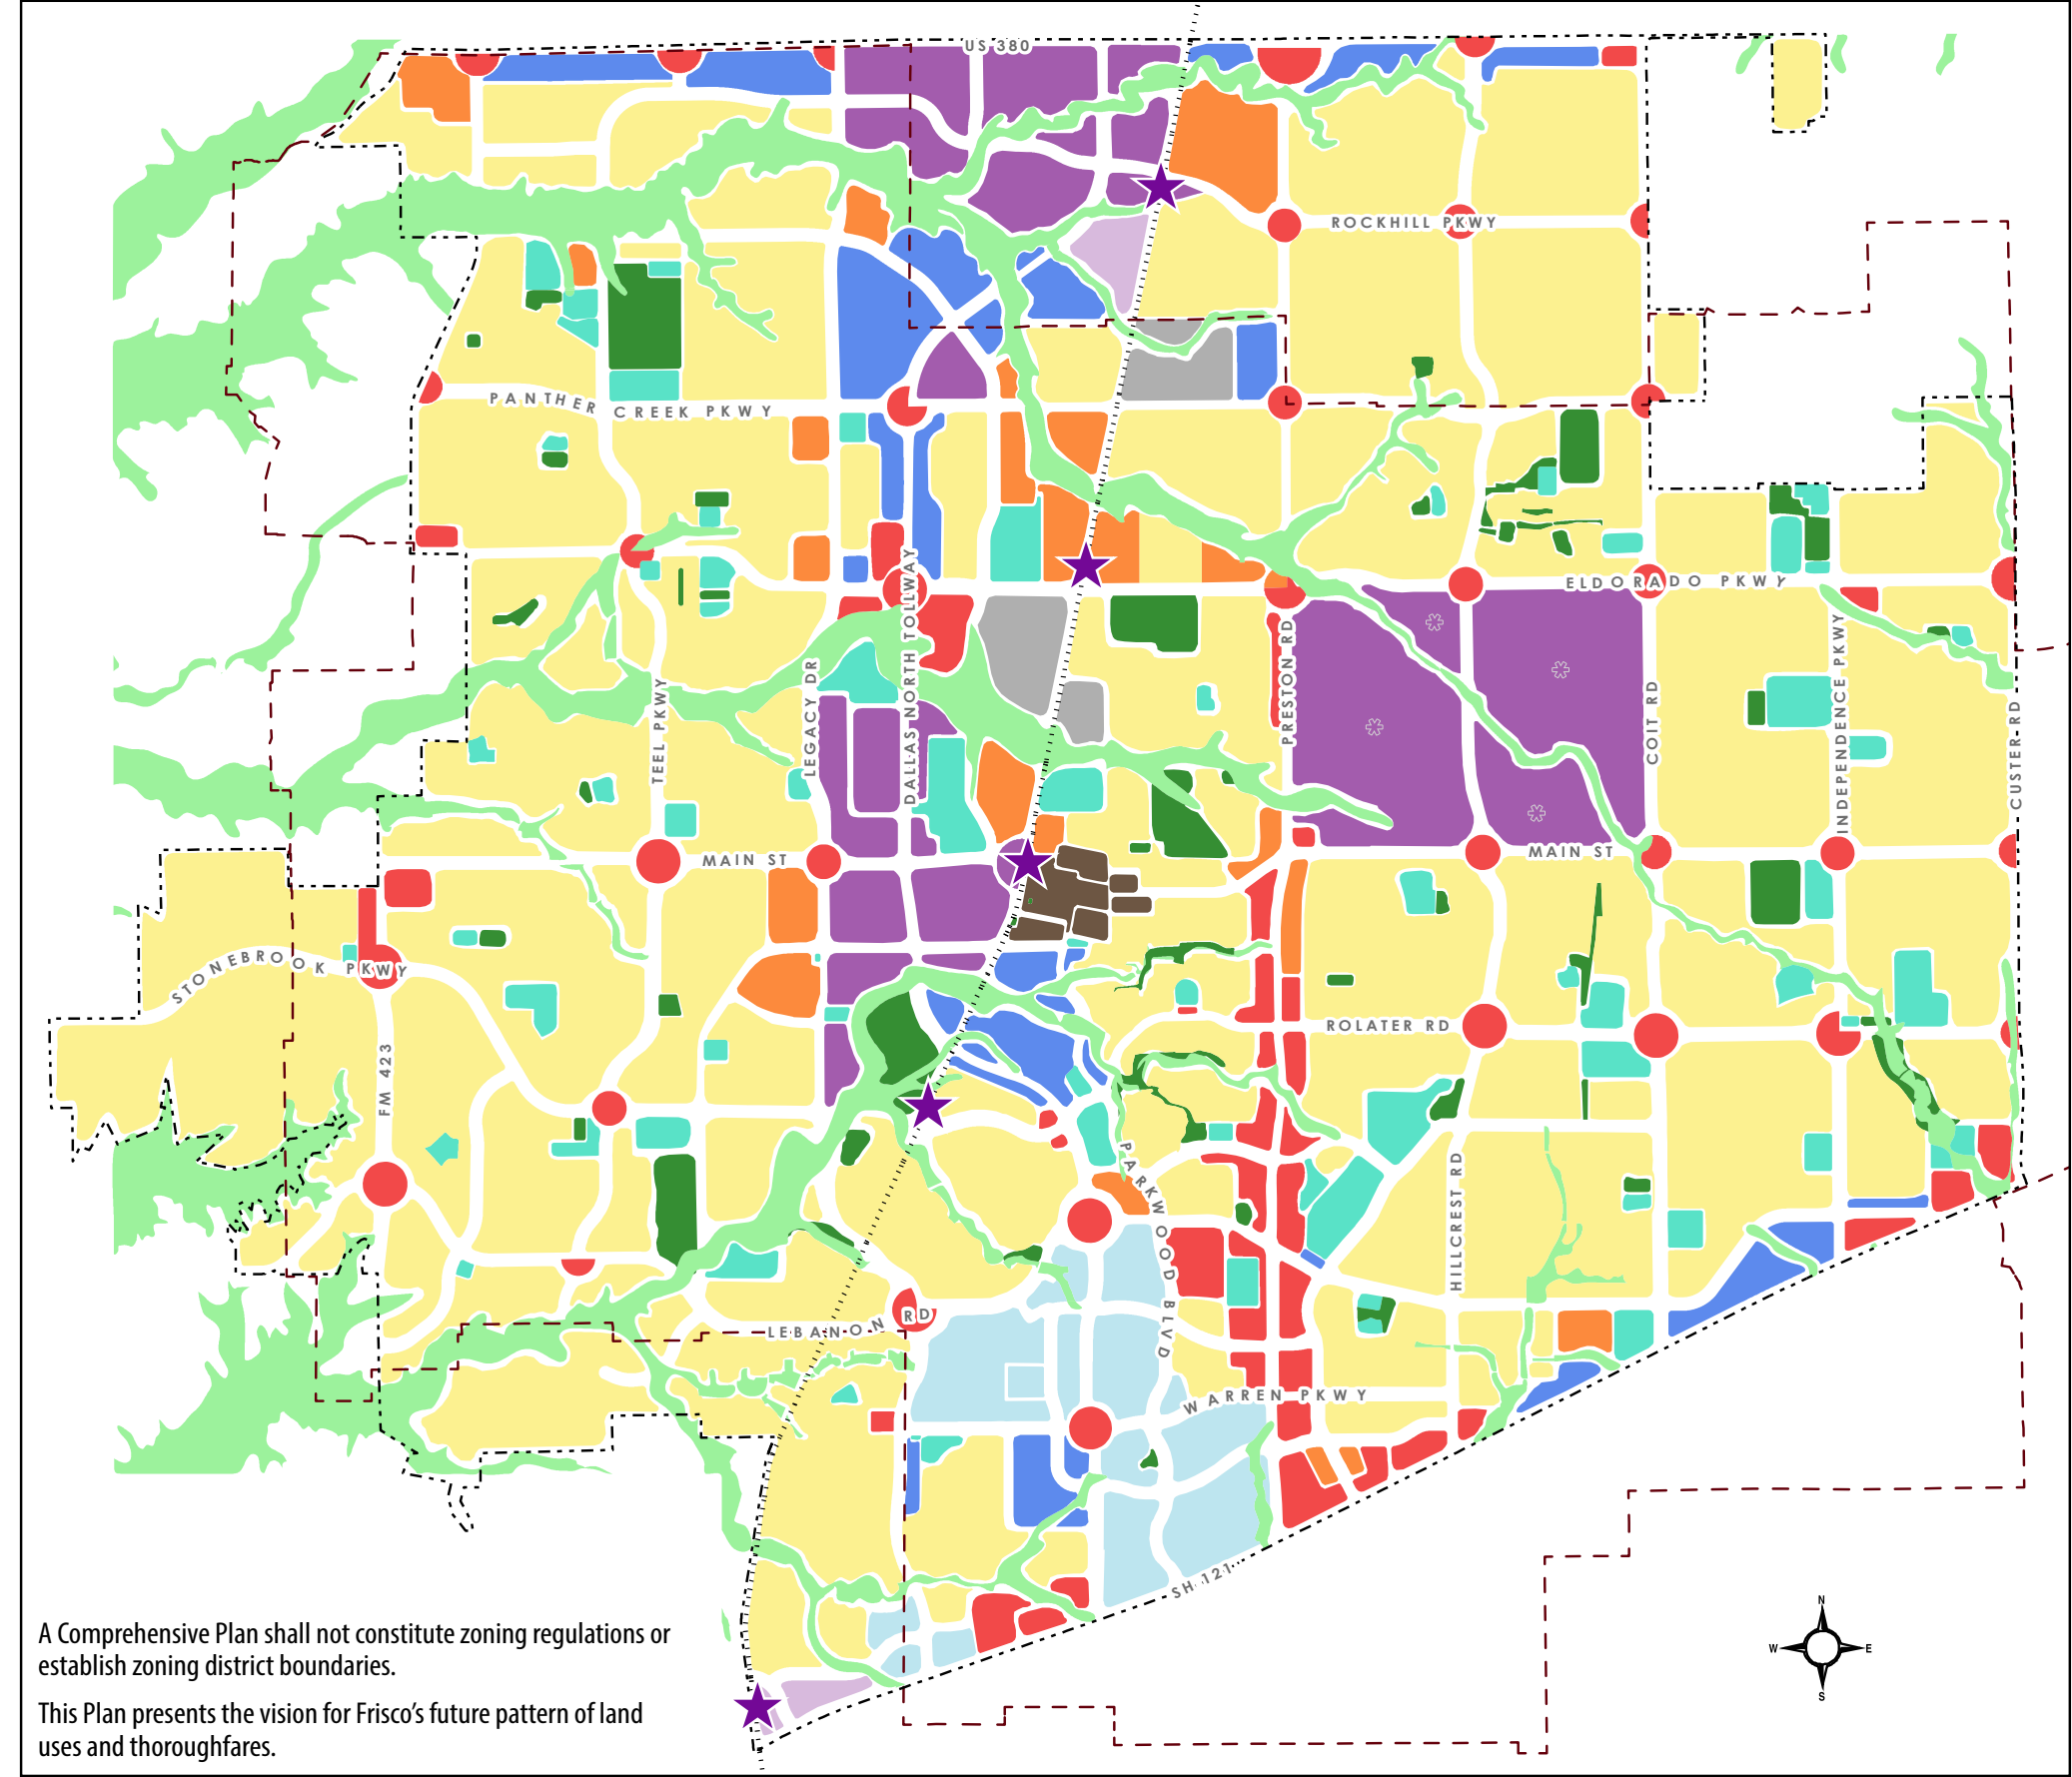 US 380
ROCKHILL PKWY
PANTHER CREEK PKWY
ELDORADO PKWY
DALLAS NORTH TOLLWAY
PRESTON RD
LEGACY DR
TEEL PKWY
COIT RD
INDEPENDENCE PKWY
CUSTER RD
MAIN ST
MAIN ST
STONEBROOK PKWY
ROLATER RD
FM 423
PARKWOOD BLVD
HILLCREST RD
LEBANON RD
WARREN PKWY
SH 121
A Comprehensive Plan shall not constitute zoning regulations or
establish zoning district boundaries.
This Plan presents the vision for Frisco’s future pattern of land
uses and thoroughfares.
N
W E
S